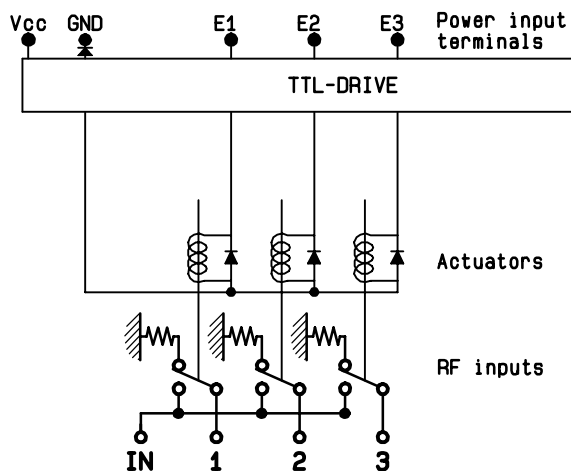 Vcc GND E1 E2 E3 Power input
terminals
TTL-DRIVE
Actuators
RF inputs
IN 1 2 3